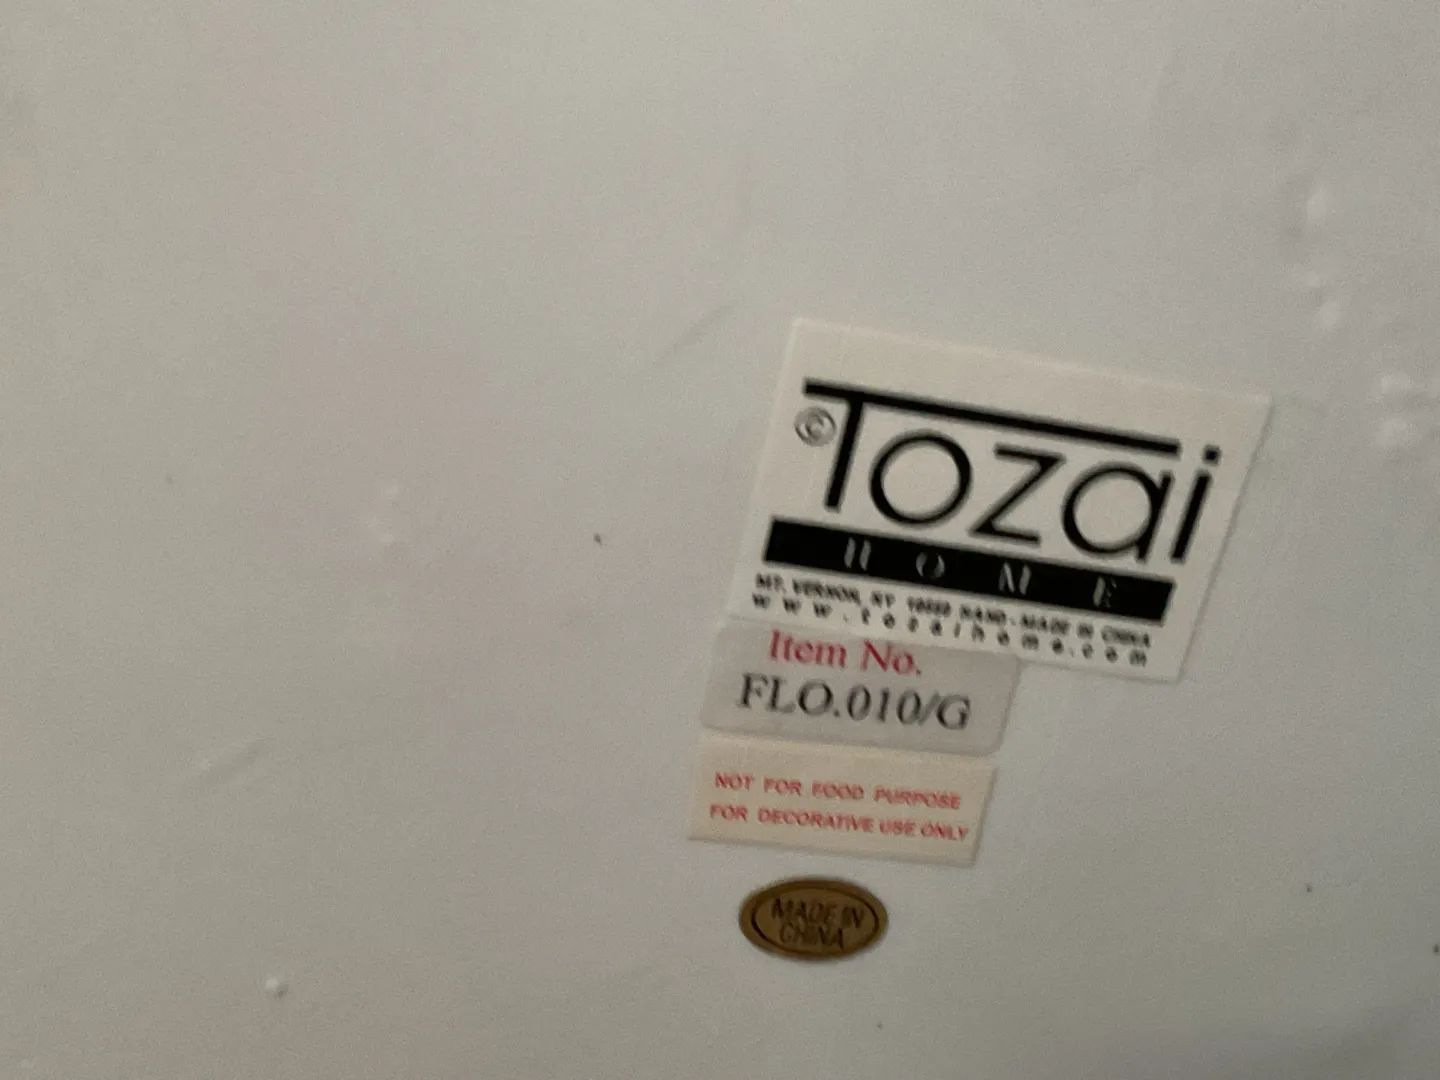 ©Tozai
HOME
MT. VERNON, NY 10550 HAND-MADE IN CHINA
www.tozaihome.com
Item No.
FLO.010/G
NOT FOR FOOD PURPOSE
FOR DECORATIVE USE ONLY
MADE IN
CHINA